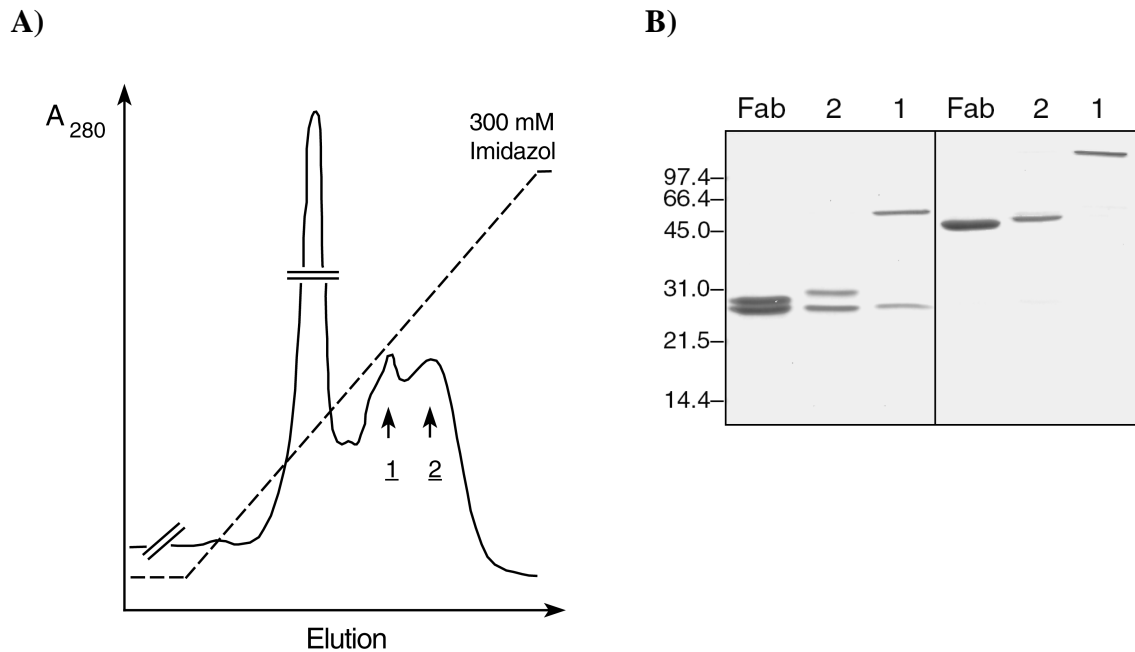 A)
A 280
300 mM
Imidazol
1 2
Elution
B)
Fab 2 1 Fab 2 1
97.4
66.4
45.0
31.0
21.5
14.4